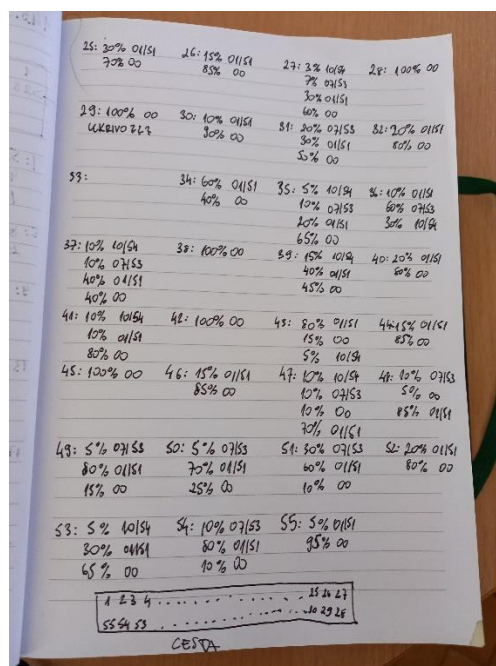 25: 30% 01/51 26: 15% 01/51 27: 3% 10/54 28: 100% 00
70% 00 85% 00 7% 07/53
30% 01/51
60% 00
29: 100% 00 30: 10% 01/51 31: 20% 07/53 32: 20% 01/51
90% 00 30% 01/51 80% 00
50% 00
33: 34: 60% 01/51 35: 5% 10/54 36: 10% 01/51
40% 00 10% 07/53 60% 07/53
20% 01/51 30% 10/54
65% 00
37: 10% 10/54 38: 100% 00 39: 15% 10/54 40: 20% 01/51
10% 07/53 40% 01/51 80% 00
40% 01/51 45% 00
40% 00
41: 10% 10/54 42: 100% 00 43: 80% 01/51 44: 15% 01/51
10% 01/51 15% 00 85% 00
80% 00 5% 10/54
45: 100% 00 46: 15% 01/51 47: 10% 10/54 48: 10% 07/53
85% 00 10% 07/53 5% 00
10% 00 85% 01/51
70% 01/51
49: 5% 07/53 50: 5% 07/53 51: 30% 07/53 52: 20% 01/51
80% 01/51 70% 01/51 60% 01/51 80% 00
15% 00 25% 00 10% 00
53: 5% 10/54 54: 10% 07/53 55: 5% 01/51
30% 01/51 80% 01/51 95% 00
65% 00 10% 00
1 2 3 4 . . . . . . . . . . 25 26 27
55 54 53 . . . . . . . . . . 29 28
CESTA